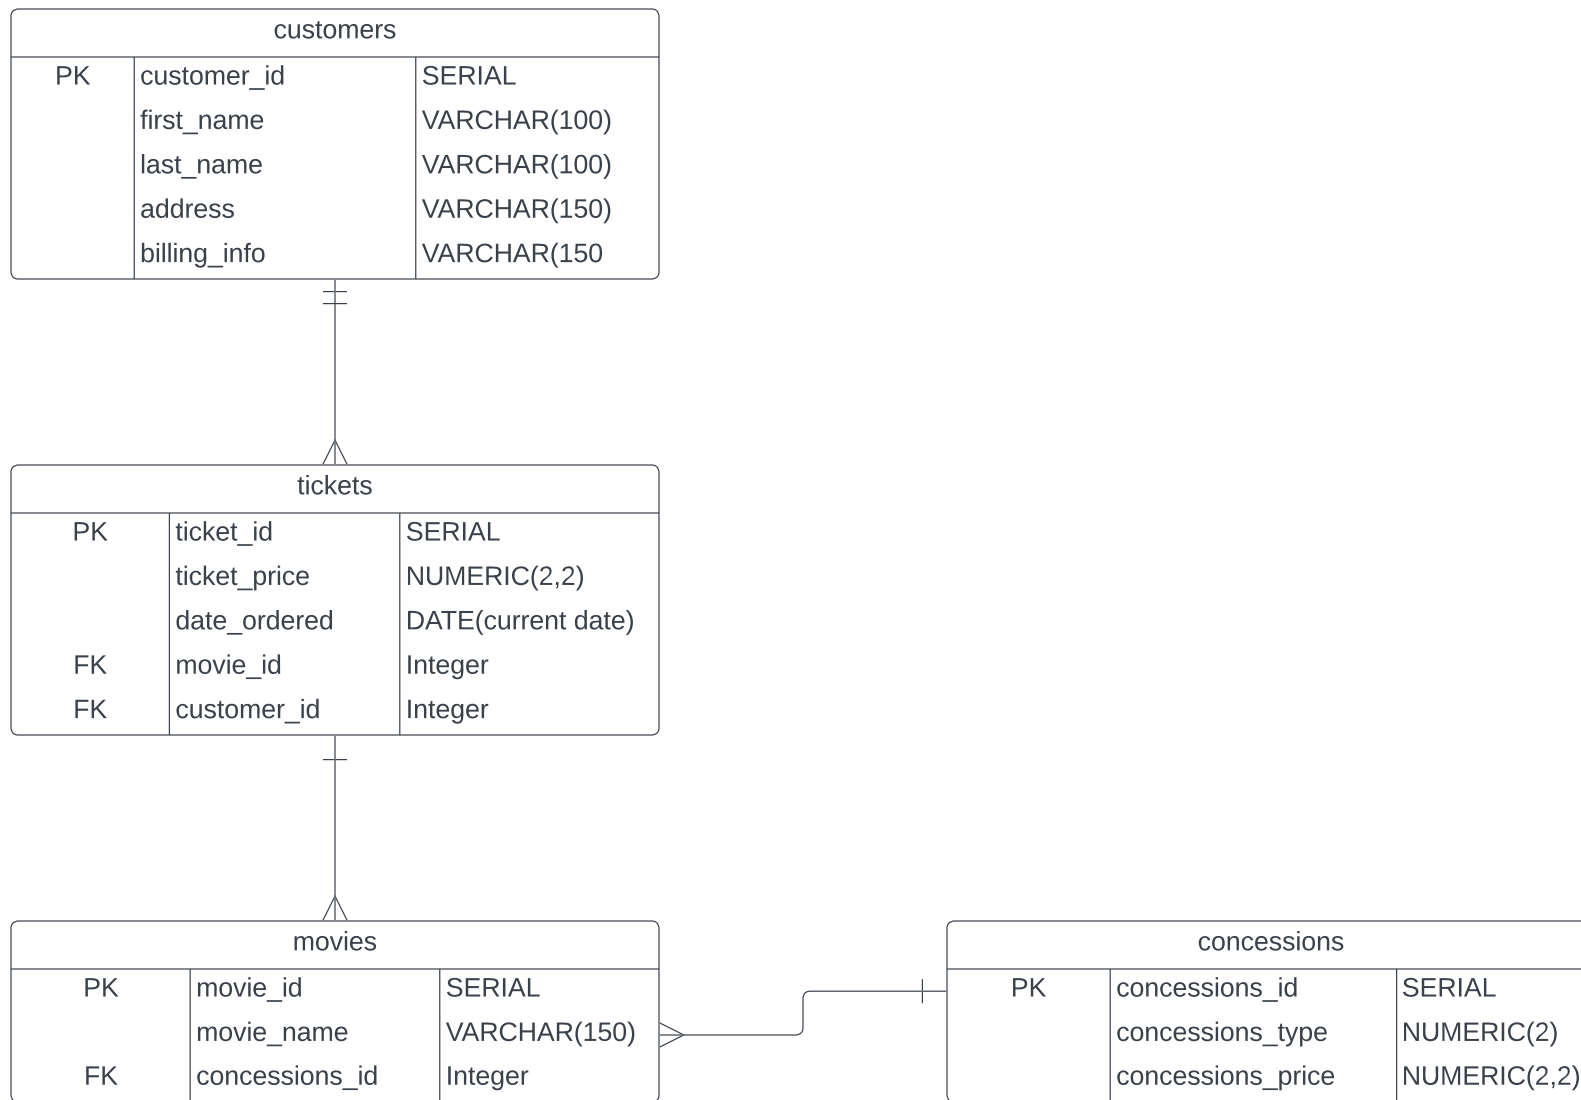 customers
PK customer_id SERIAL
first_name VARCHAR(100)
last_name VARCHAR(100)
address VARCHAR(150)
billing_info VARCHAR(150
tickets
PK ticket_id SERIAL
ticket_price NUMERIC(2,2)
date_ordered DATE(current date)
FK movie_id Integer
FK customer_id Integer
movies
PK movie_id SERIAL
movie_name VARCHAR(150)
FK concessions_id Integer
concessions
PK concessions_id SERIAL
concessions_type NUMERIC(2)
concessions_price NUMERIC(2,2)